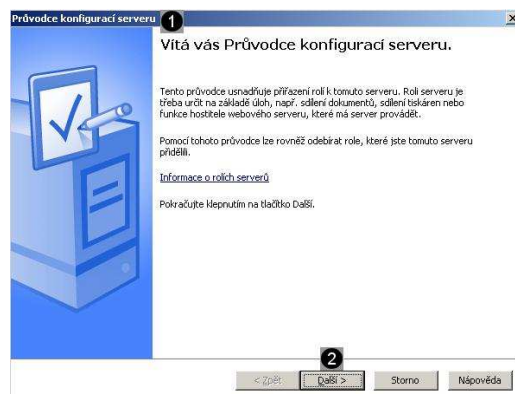 Průvodce konfigurací serveru 1
Vítá vás Průvodce konfigurací serveru.
Tento průvodce usnadňuje přiřazení rolí k tomuto serveru. Roli serveru je
třeba určit na základě úloh, např. sdílení dokumentů, sdílení tiskáren nebo
funkce hostitele webového serveru, které má server provádět.
Pomocí tohoto průvodce lze rovněž odebírat role, které jste tomuto serveru
přidělili.
Informace o rolích serverů
Pokračujte klepnutím na tlačítko Další.
2
< Zpět Další > Storno Nápověda